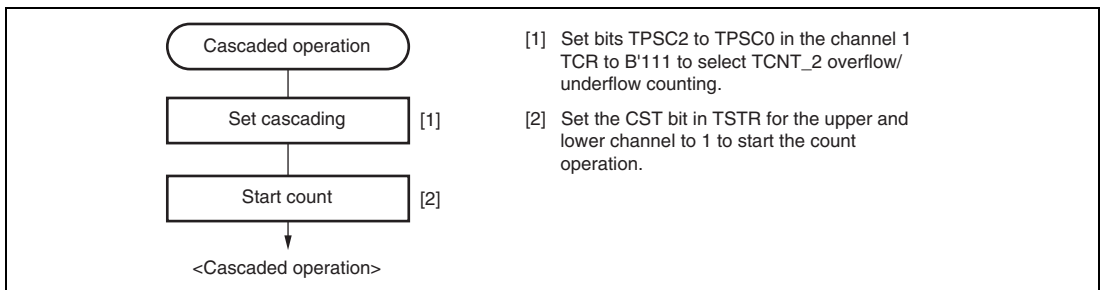 Cascaded operation
Set cascading
[1]
Start count
[2]
<Cascaded operation>
[1] Set bits TPSC2 to TPSC0 in the channel 1
TCR to B'111 to select TCNT_2 overflow/
underflow counting.
[2] Set the CST bit in TSTR for the upper and
lower channel to 1 to start the count
operation.